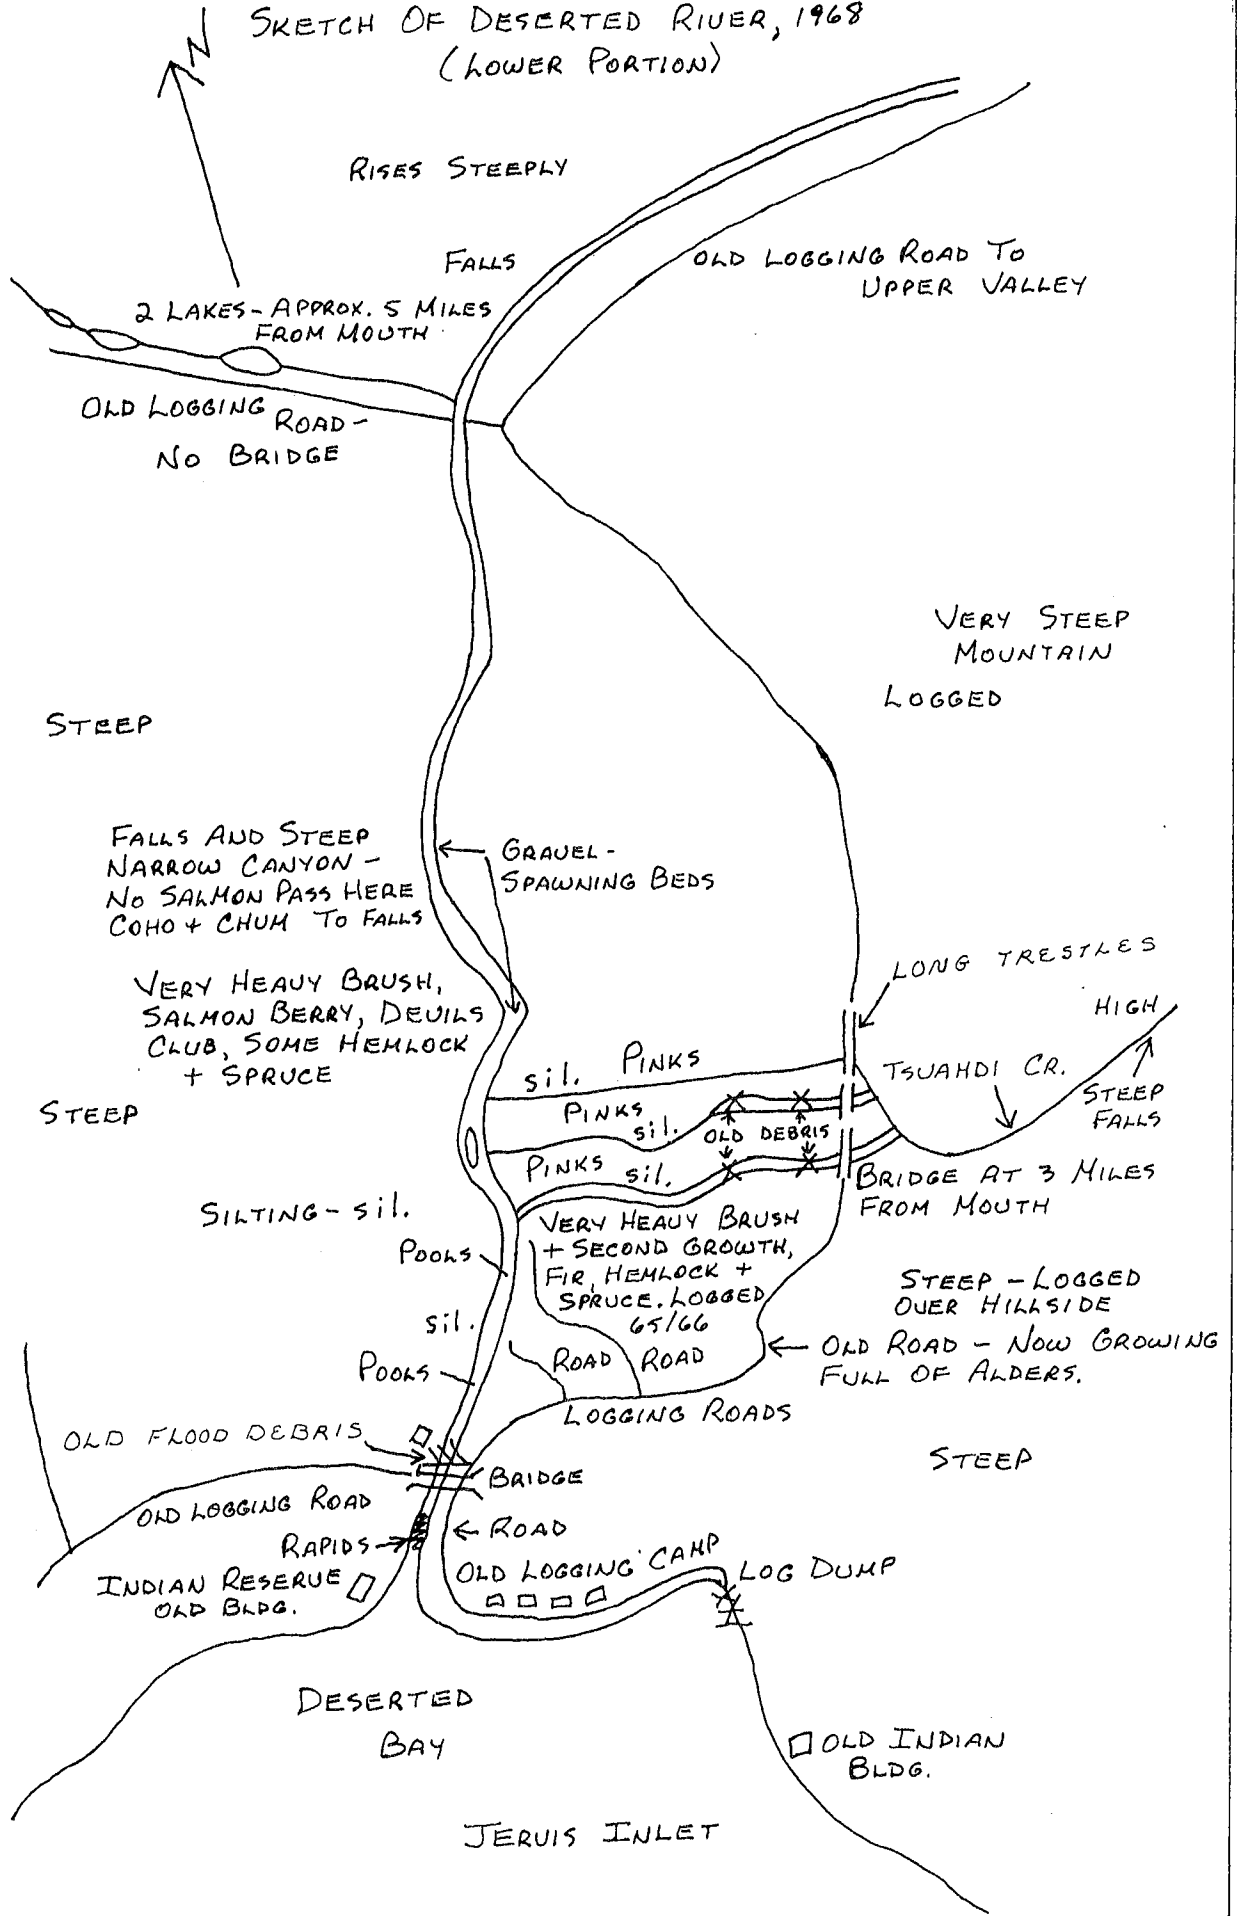 SKETCH OF DESERTED RIVER, 1968
(LOWER PORTION)
N
RISES STEEPLY
FALLS
OLD LOGGING ROAD TO
UPPER VALLEY
2 LAKES - APPROX. 5 MILES
FROM MOUTH
OLD LOGGING ROAD -
NO BRIDGE
VERY STEEP
MOUNTAIN
LOGGED
STEEP
FALLS AND STEEP
NARROW CANYON -
NO SALMON PASS HERE
COHO + CHUM TO FALLS
GRAVEL -
SPAWNING BEDS
VERY HEAVY BRUSH,
SALMON BERRY, DEVILS
CLUB, SOME HEMLOCK
+ SPRUCE
LONG TRESTLES
HIGH
STEEP
FALLS
TSUAHDI CR.
sil. PINKS
PINKS
sil.
OLD DEBRIS
PINKS sil.
STEEP
BRIDGE AT 3 MILES
FROM MOUTH
SILTING - sil.
VERY HEAVY BRUSH
+ SECOND GROWTH,
FIR, HEMLOCK +
SPRUCE. LOGGED
65/66
POOLS
STEEP - LOGGED
OVER HILLSIDE
sil.
OLD ROAD - NOW GROWING
FULL OF ALDERS.
ROAD ROAD
POOLS
LOGGING ROADS
OLD FLOOD DEBRIS
STEEP
BRIDGE
OLD LOGGING ROAD
ROAD
RAPIDS
OLD LOGGING CAMP
LOG DUMP
INDIAN RESERVE
OLD BLDG.
DESERTED
BAY
OLD INDIAN
BLDG.
JERVIS INLET